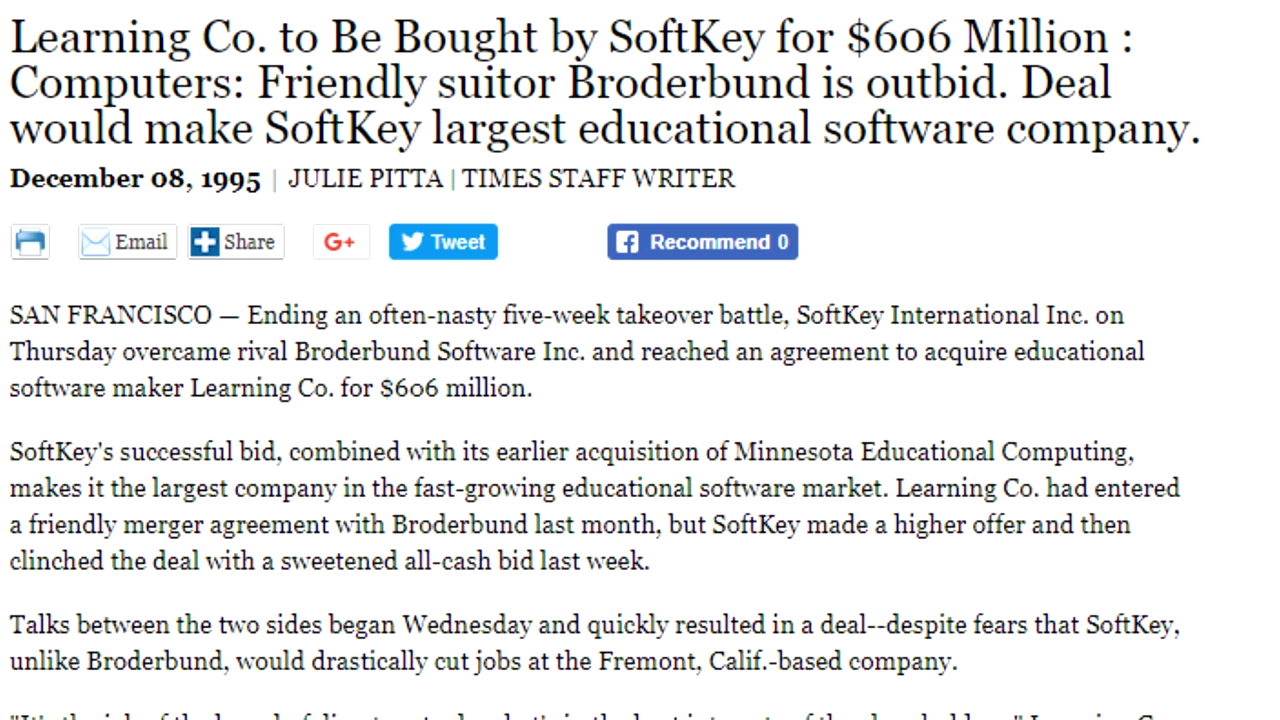 Learning Co. to Be Bought by SoftKey for $606 Million :
Computers: Friendly suitor Broderbund is outbid. Deal
would make SoftKey largest educational software company.
December 08, 1995 | JULIE PITTA | TIMES STAFF WRITER
Email Share G+ Tweet Recommend 0
SAN FRANCISCO — Ending an often-nasty five-week takeover battle, SoftKey International Inc. on
Thursday overcame rival Broderbund Software Inc. and reached an agreement to acquire educational
software maker Learning Co. for $606 million.
SoftKey's successful bid, combined with its earlier acquisition of Minnesota Educational Computing,
makes it the largest company in the fast-growing educational software market. Learning Co. had entered
a friendly merger agreement with Broderbund last month, but SoftKey made a higher offer and then
clinched the deal with a sweetened all-cash bid last week.
Talks between the two sides began Wednesday and quickly resulted in a deal--despite fears that SoftKey,
unlike Broderbund, would drastically cut jobs at the Fremont, Calif.-based company.